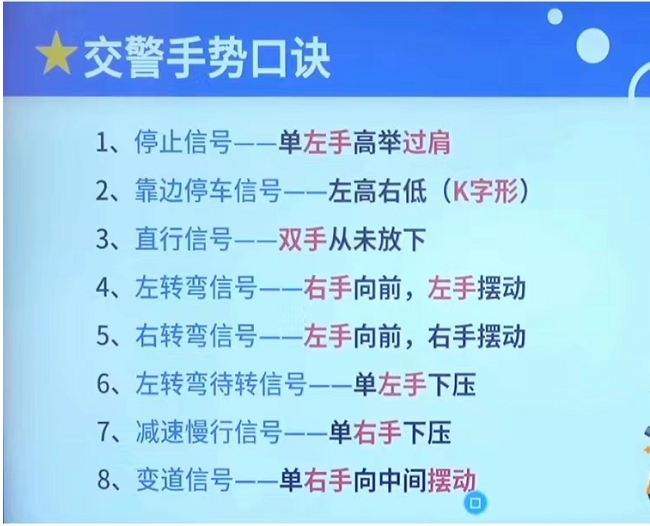 交警手势口诀
1、停止信号——单左手高举过肩
2、靠边停车信号——左高右低（K字形）
3、直行信号——双手从未放下
4、左转弯信号——右手向前，左手摆动
5、右转弯信号——左手向前，右手摆动
6、左转弯待转信号——单左手下压
7、减速慢行信号——单右手下压
8、变道信号——单右手向中间摆动